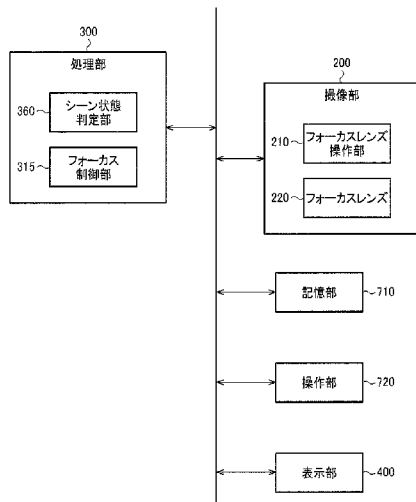 300
処理部
360
シーン状態
判定部
315
フォーカス
制御部
200
撮像部
210
フォーカスレンズ
操作部
220
フォーカスレンズ
記憶部
710
操作部
720
表示部
400